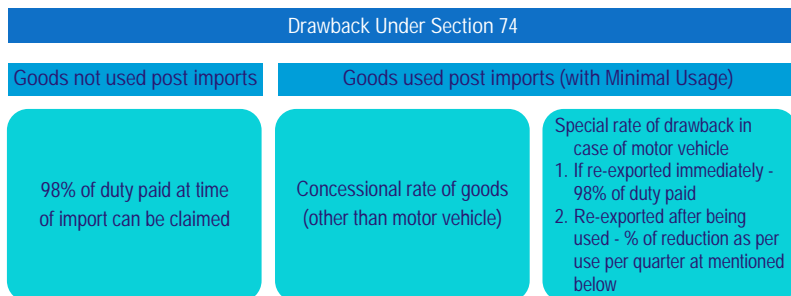 Drawback Under Section 74
Goods not used post imports
Goods used post imports (with Minimal Usage)
98% of duty paid at time
of import can be claimed
Concessional rate of goods
(other than motor vehicle)
Special rate of drawback in
case of motor vehicle
1. If re-exported immediately -
98% of duty paid
2. Re-exported after being
used - % of reduction as per
use per quarter at mentioned
below